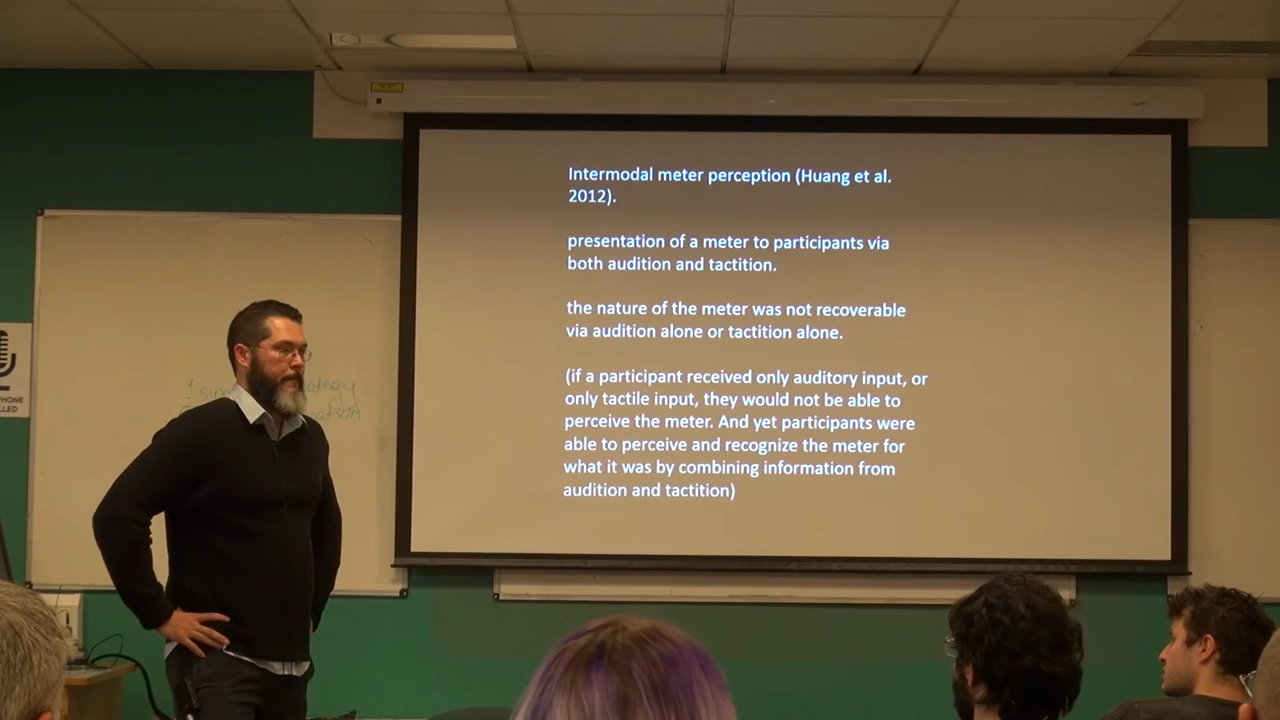 Intermodal meter perception (Huang et al.
2012).
presentation of a meter to participants via
both audition and tactition.
the nature of the meter was not recoverable
via audition alone or tactition alone.
(if a participant received only auditory input, or
only tactile input, they would not be able to
perceive the meter. And yet participants were
able to perceive and recognize the meter for
what it was by combining information from
audition and tactition)
PHONE
LLED